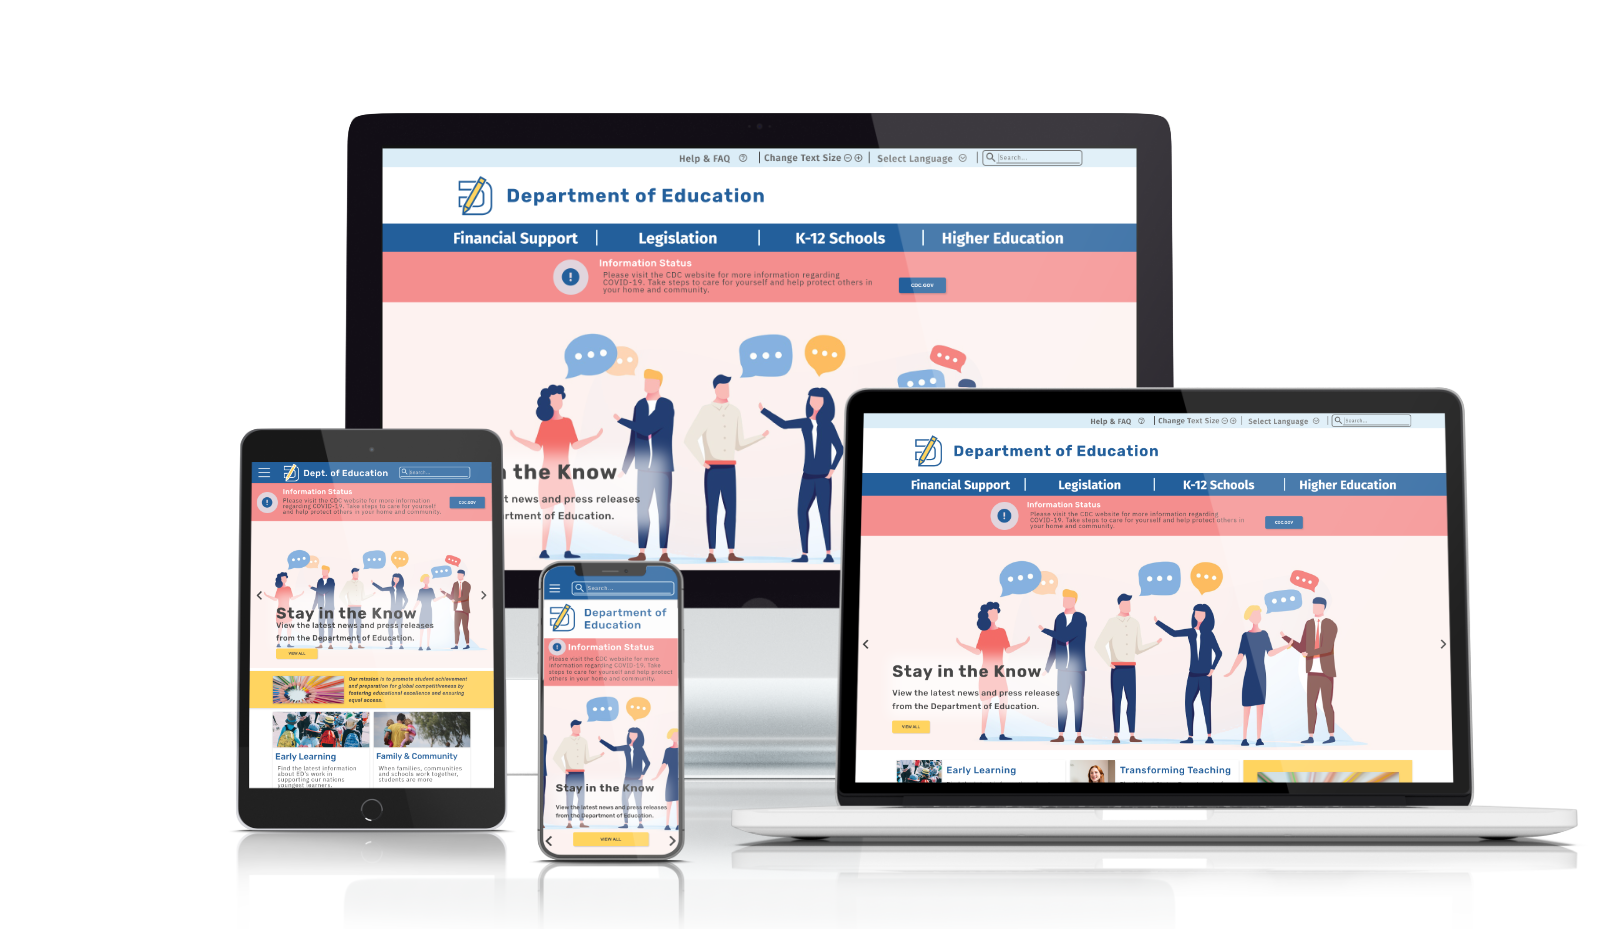 Help & FAQ
Change Text Size
Select Language
Search...
Department of Education
Financial Support
Legislation
K-12 Schools
Higher Education
Information Status
Please visit the CDC website for more information regarding
COVID-19. Take steps to care for yourself and help protect others in
your home and community.
CDC.GOV
the Know
news and press releases
of Education.
Dept. of Education
Search...
Information Status
Please visit the CDC website for more information
regarding COVID-19. Take steps to care for yourself
and help protect others in your home and community.
CDC.GOV
Stay in the Know
View the latest news and press releases
from the Department of Education.
VIEW ALL
Our mission is to promote student achievement
and preparation for global competitiveness by
fostering educational excellence and ensuring
equal access.
Early Learning
Find the latest information
about ED's work in
supporting our nations
youngest learners.
Family & Community
When families, communities
and schools work together,
students are more
Search...
Department of
Education
Information Status
Please visit the CDC website for more
information regarding COVID-19. Take
steps to care for yourself and help protect
others in your home and community.
Stay in the Know
View the latest news and press releases
from the Department of Education.
VIEW ALL
Help & FAQ
Change Text Size
Select Language
Search...
Department of Education
Financial Support
Legislation
K-12 Schools
Higher Education
Information Status
Please visit the CDC website for more information regarding
COVID-19. Take steps to care for yourself and help protect others in
your home and community.
CDC.GOV
Stay in the Know
View the latest news and press releases
from the Department of Education.
VIEW ALL
Early Learning
Transforming Teaching